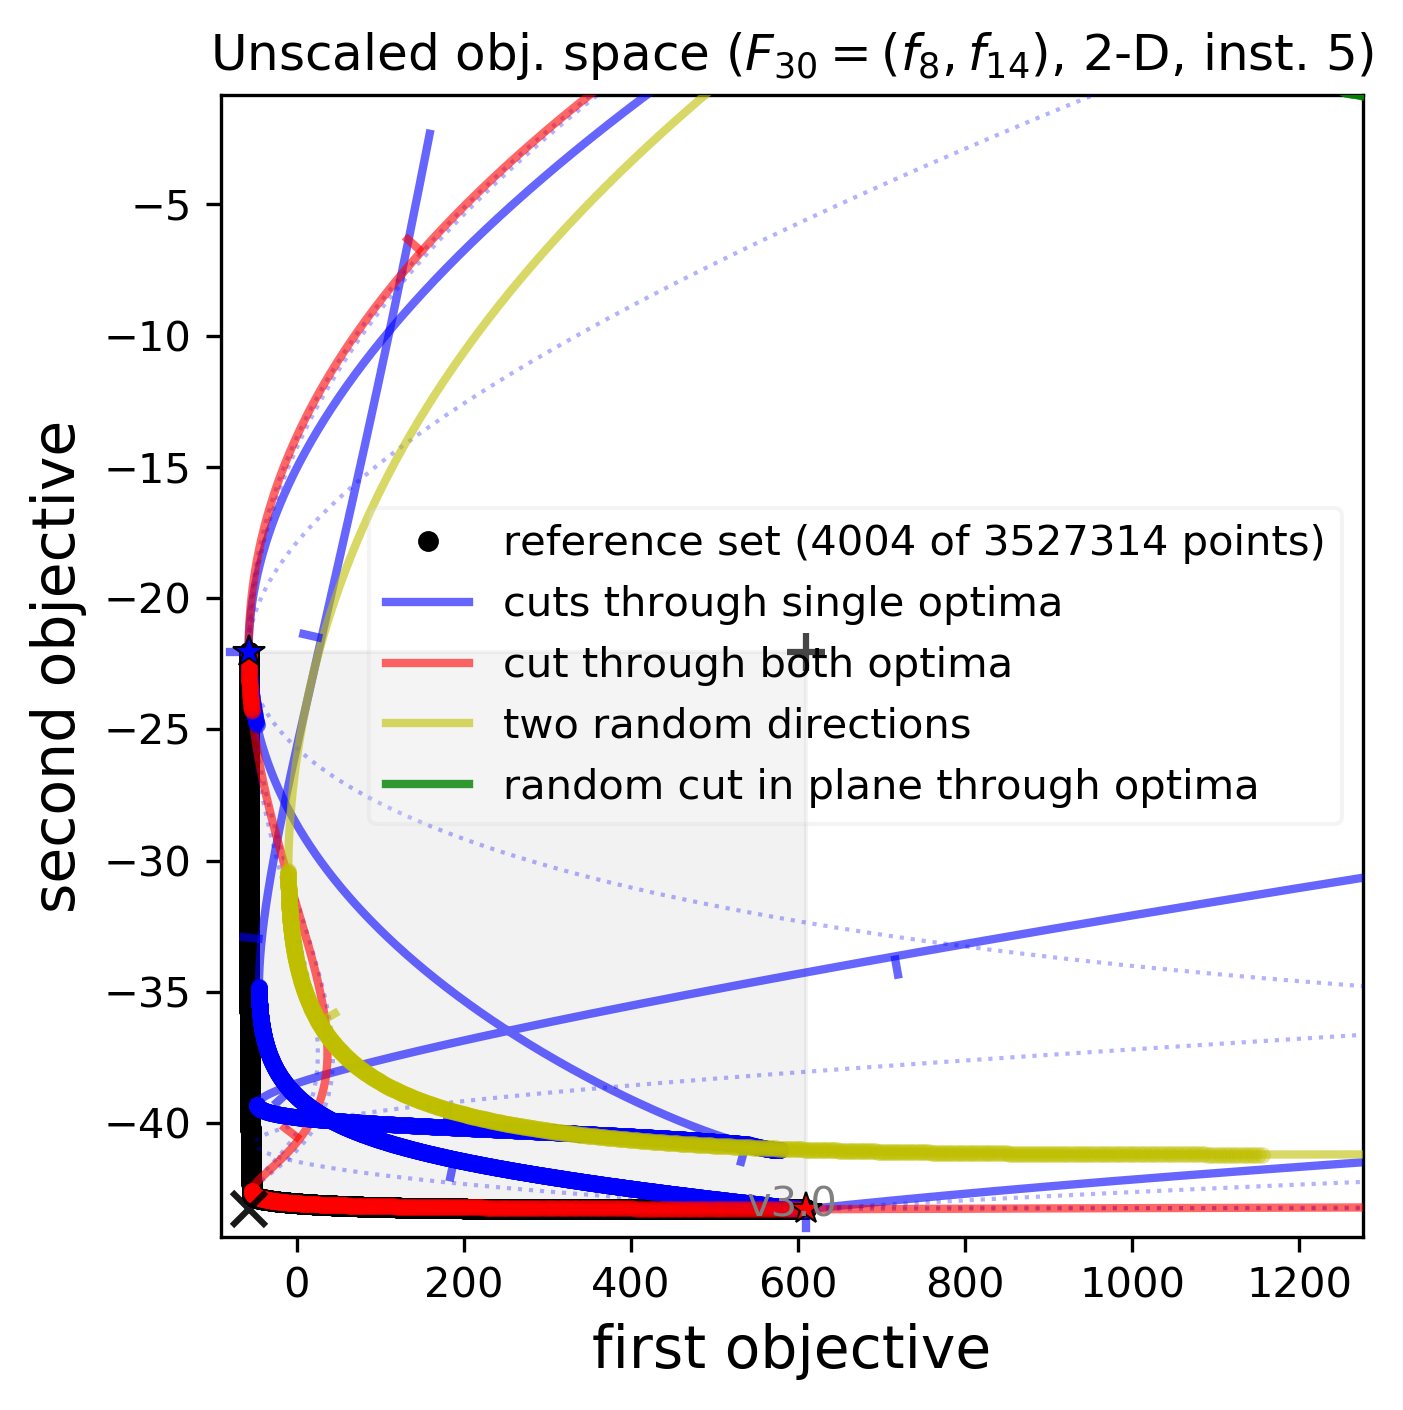 Unscaled obj. space (F₃₀ = (f₈, f₁₄), 2-D, inst. 5)
second objective
−5
−10
−15
−20
−25
−30
−35
−40
reference set (4004 of 3527314 points)
cuts through single optima
cut through both optima
two random directions
random cut in plane through optima
v3.0
0 200 400 600 800 1000 1200
first objective